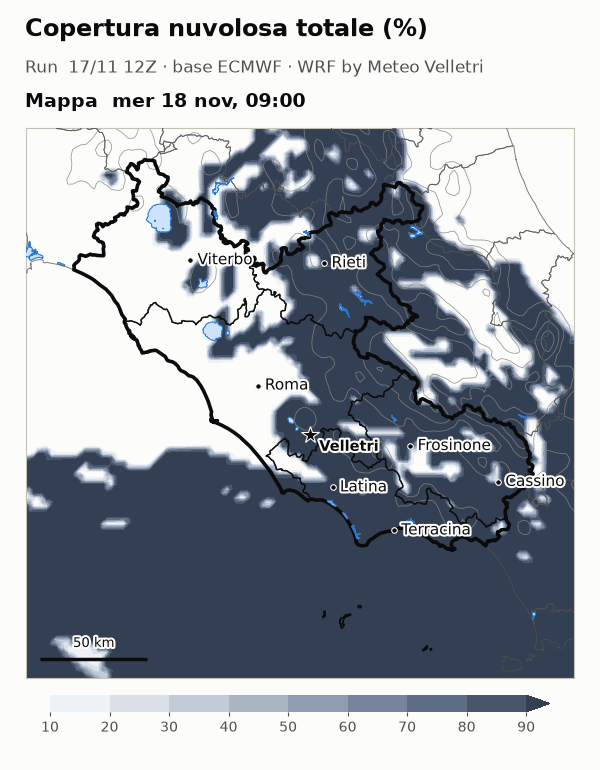 Copertura nuvolosa totale (%)
Run  17/11 12Z · base ECMWF · WRF by Meteo Velletri
Mappa  mer 18 nov, 09:00
Viterbo
Rieti
Roma
Velletri
Frosinone
Latina
Cassino
Terracina
50 km
10 20 30 40 50 60 70 80 90